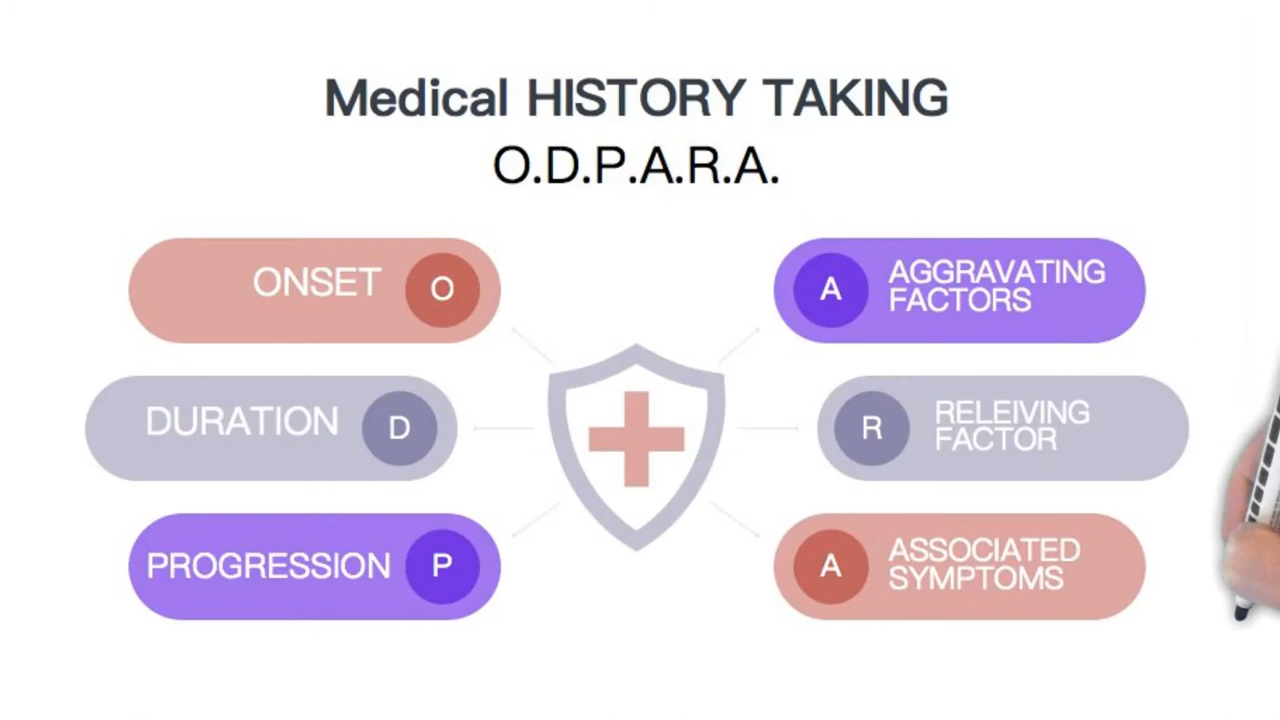 Medical HISTORY TAKING
O.D.P.A.R.A.
ONSET O
DURATION D
PROGRESSION P
A AGGRAVATING
FACTORS
R RELEIVING
FACTOR
A ASSOCIATED
SYMPTOMS